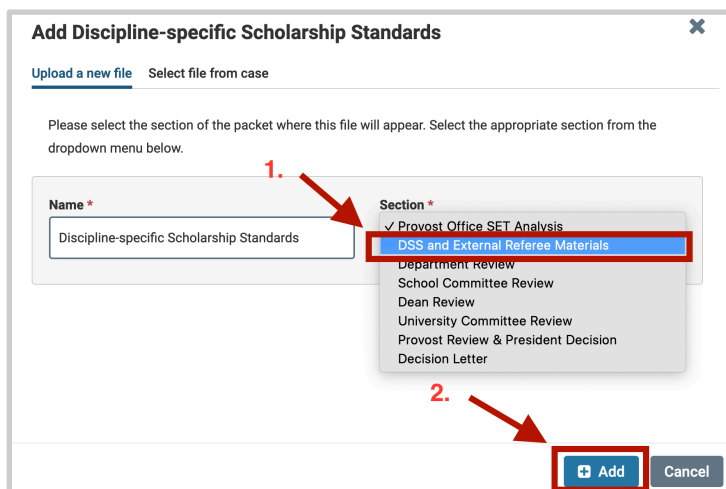 Add Discipline-specific Scholarship Standards
Upload a new file Select file from case
Please select the section of the packet where this file will appear. Select the appropriate section from the
dropdown menu below.
1.
Name *
Section *
Discipline-specific Scholarship Standards
✓ Provost Office SET Analysis
DSS and External Referee Materials
Department Review
School Committee Review
Dean Review
University Committee Review
Provost Review & President Decision
Decision Letter
2.
Add
Cancel